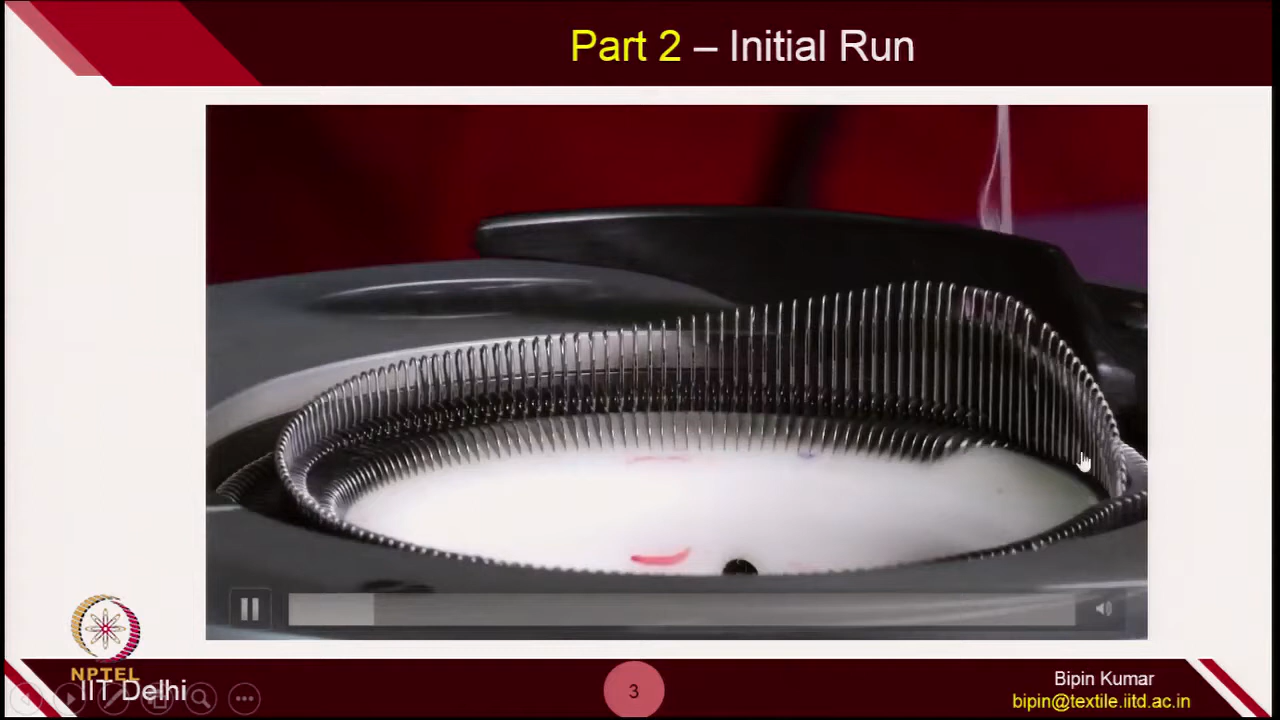 Part 2 – Initial Run
NPTEL
IIT Delhi
3
Bipin Kumar
bipin@textile.iitd.ac.in